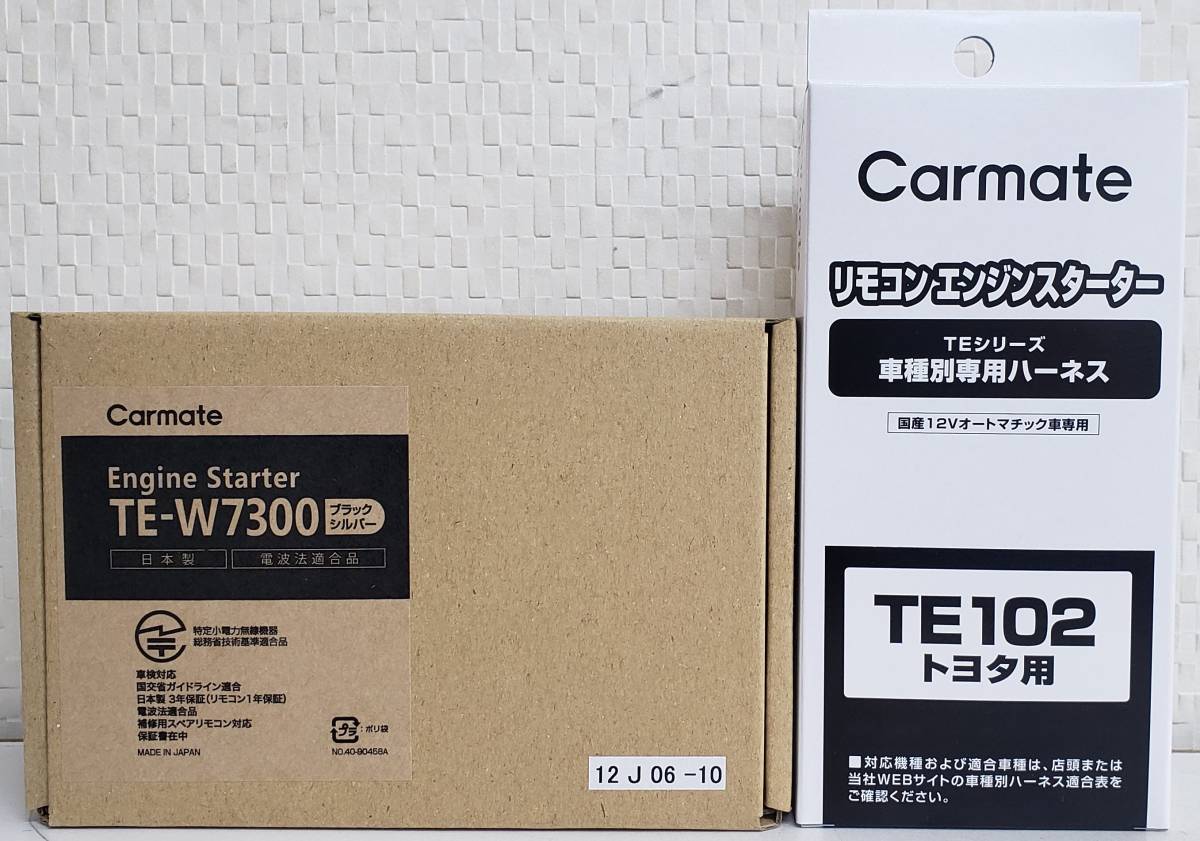 Carmate
Engine Starter
TE-W7300 ブラック
シルバー
日本製 電波法適合品
特定小電力無線機器
総務省技術基準適合品
車検対応
国交省ガイドライン適合
日本製 3年保証(リモコン1年保証)
電波法適合品
補修用スペアリモコン対応
保証書在中
MADE IN JAPAN
プラ :ポリ袋
NO.40-90458A
12 J 06 -10
Carmate
リモコンエンジンスターター
TEシリーズ
車種別専用ハーネス
国産12Vオートマチック車専用
TE102
トヨタ用
■対応機種および適合車種は、店頭または
当社WEBサイトの車種別ハーネス適合表を
ご確認ください。